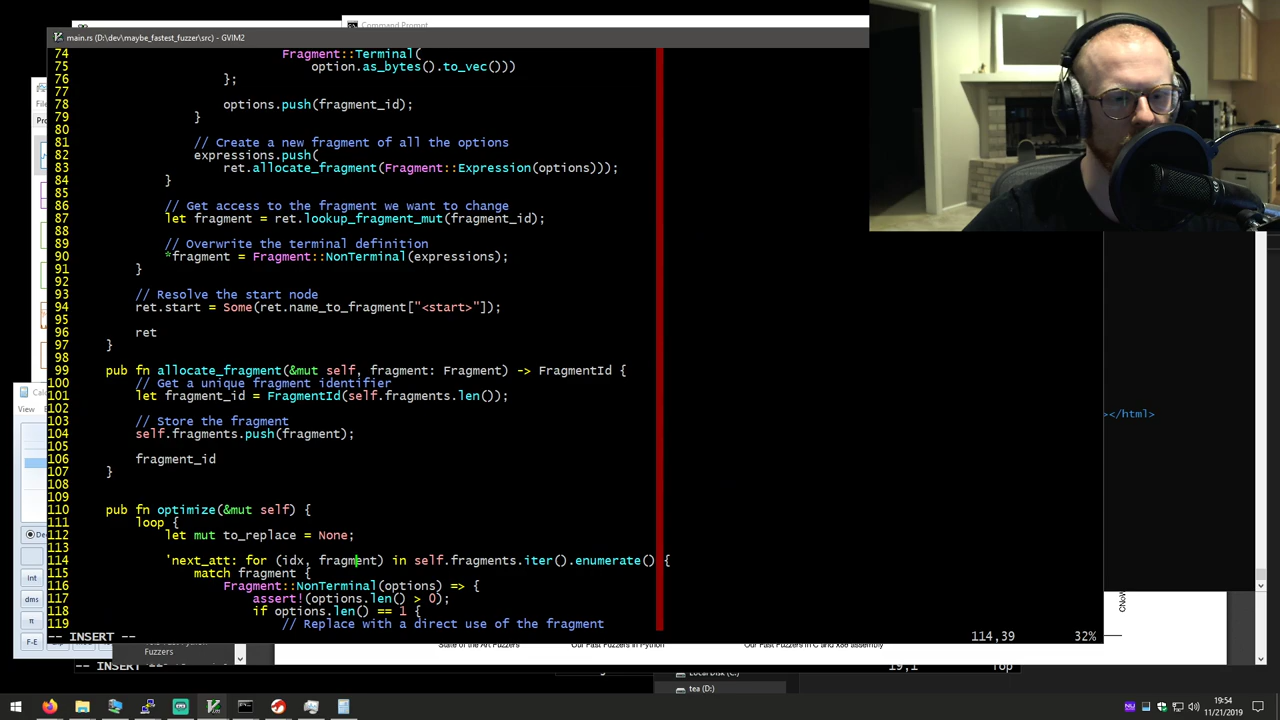 Command Prompt
main.rs (D:\dev\maybe_fastest_fuzzer\src) - GVIM2
74 Fragment::Terminal(
75 option.as_bytes().to_vec()))
76 };
77
78 options.push(fragment_id);
79 }
80
81 // Create a new fragment of all the options
82 expressions.push(
83 ret.allocate_fragment(Fragment::Expression(options)));
84 }
85
86 // Get access to the fragment we want to change
87 let fragment = ret.lookup_fragment_mut(fragment_id);
88
89 // Overwrite the terminal definition
90 *fragment = Fragment::NonTerminal(expressions);
91 }
92
93 // Resolve the start node
94 ret.start = Some(ret.name_to_fragment["<start>"]);
95
96 ret
97 }
98
99 pub fn allocate_fragment(&mut self, fragment: Fragment) -> FragmentId {
100 // Get a unique fragment identifier
101 let fragment_id = FragmentId(self.fragments.len());
102
103 // Store the fragment
104 self.fragments.push(fragment);
105
106 fragment_id
107 }
108
109
110 pub fn optimize(&mut self) {
111 loop {
112 let mut to_replace = None;
113
114 'next_att: for (idx, fragment) in self.fragments.iter().enumerate() {
115 match fragment {
116 Fragment::NonTerminal(options) => {
117 assert!(options.len() > 0);
118 if options.len() == 1 {
119 // Replace with a direct use of the fragment
-- INSERT -- 114,39 32%
></html>
View
Int
dms
π
F-E
Fuzzers
State of the Art Fuzzers
Our Fast Fuzzers in Python
Our Fast Fuzzers in C and x86 assembly
-- INSERT --
19,1
Top
Local Disk (C:)
tea (D:)
19:54
11/21/2019